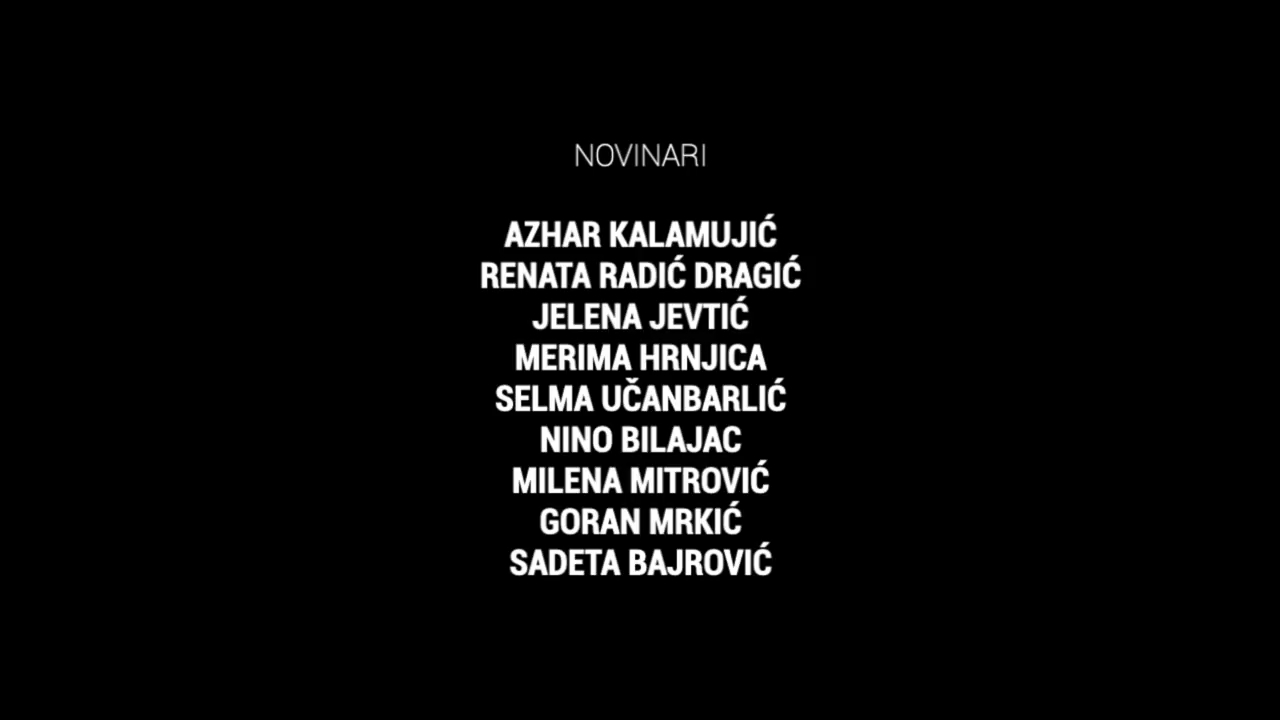 NOVINARI
AZHAR KALAMUJIĆ
RENATA RADIĆ DRAGIĆ
JELENA JEVTIĆ
MERIMA HRNJICA
SELMA UČANBARLIĆ
NINO BILAJAC
MILENA MITROVIĆ
GORAN MRKIĆ
SADETA BAJROVIĆ